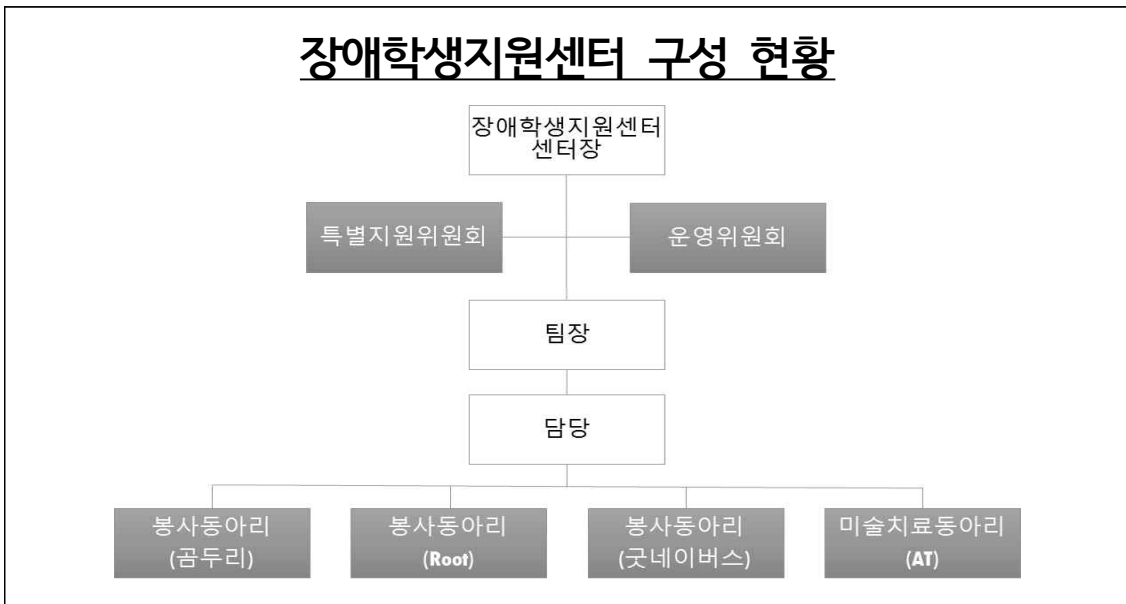 장애학생지원센터 구성 현황
장애학생지원센터
센터장
특별지원위원회
운영위원회
팀장
담당
봉사동아리
(곰두리)
봉사동아리
(Root)
봉사동아리
(굿네이버스)
미술치료동아리
(AT)